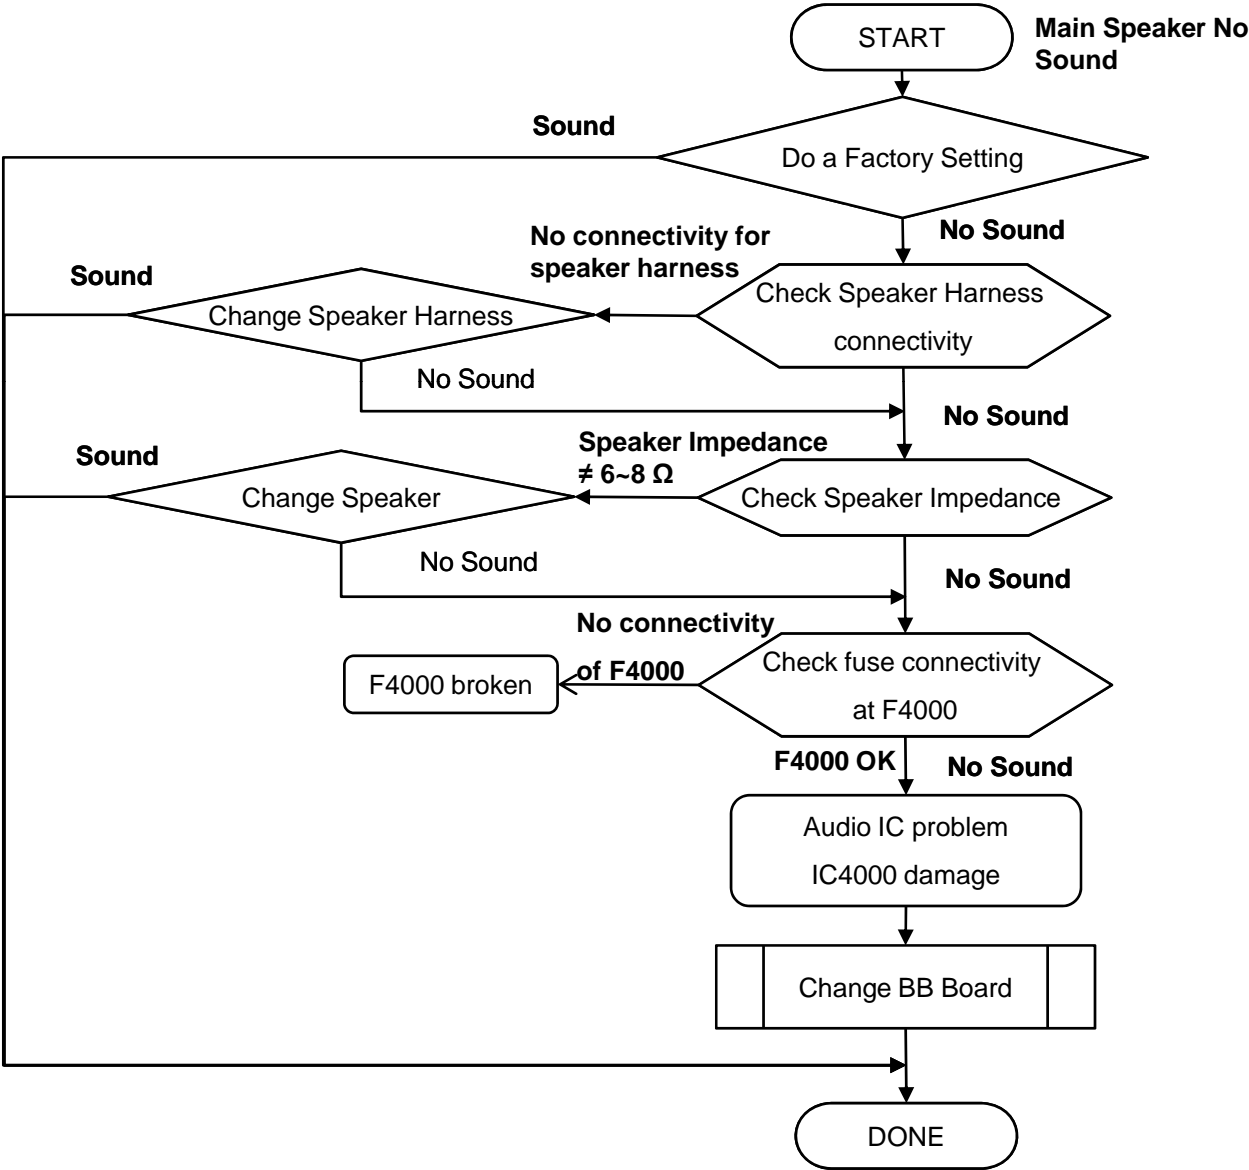 START
Main Speaker No
Sound
Sound
Do a Factory Setting
No Sound
No connectivity for
speaker harness
Sound
Check Speaker Harness
connectivity
Change Speaker Harness
No Sound
No Sound
Speaker Impedance
≠ 6~8 Ω
Sound
Change Speaker
Check Speaker Impedance
No Sound
No Sound
No connectivity
of F4000
Check fuse connectivity
at F4000
F4000 broken
F4000 OK
No Sound
Audio IC problem
IC4000 damage
Change BB Board
DONE